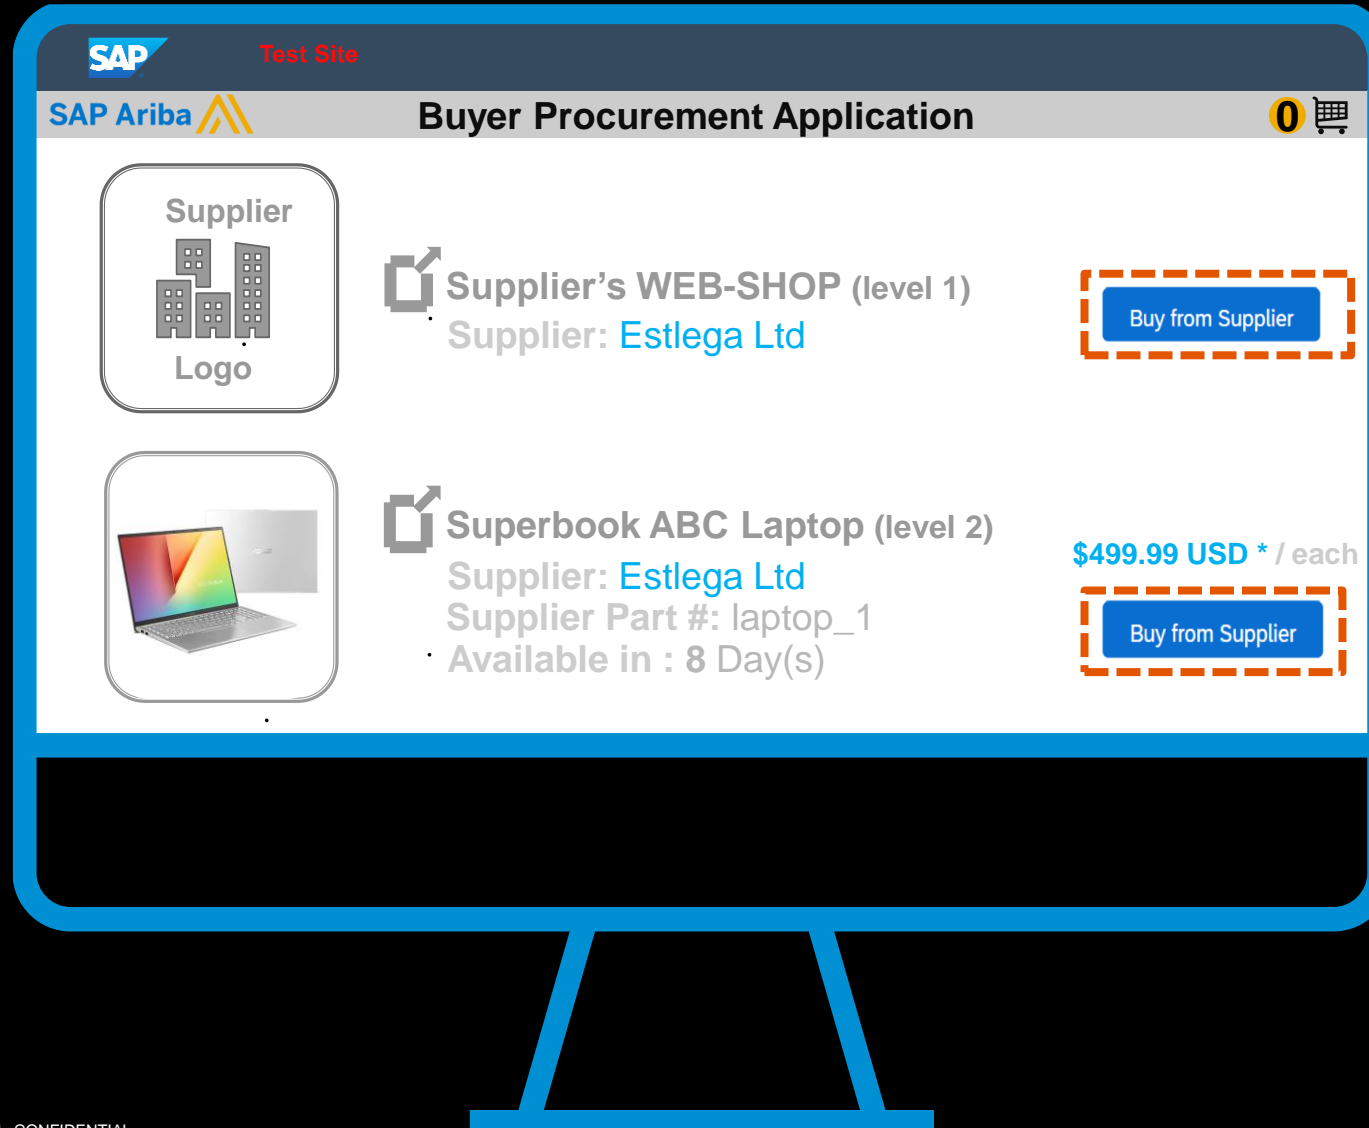 SAP
Test Site
SAP Ariba
Buyer Procurement Application
0
Supplier
Logo
Supplier's WEB-SHOP (level 1)
Supplier: Estlega Ltd
Buy from Supplier
Superbook ABC Laptop (level 2)
Supplier: Estlega Ltd
Supplier Part #: laptop_1
Available in : 8 Day(s)
$499.99 USD * / each
Buy from Supplier
CONFIDENTIAL